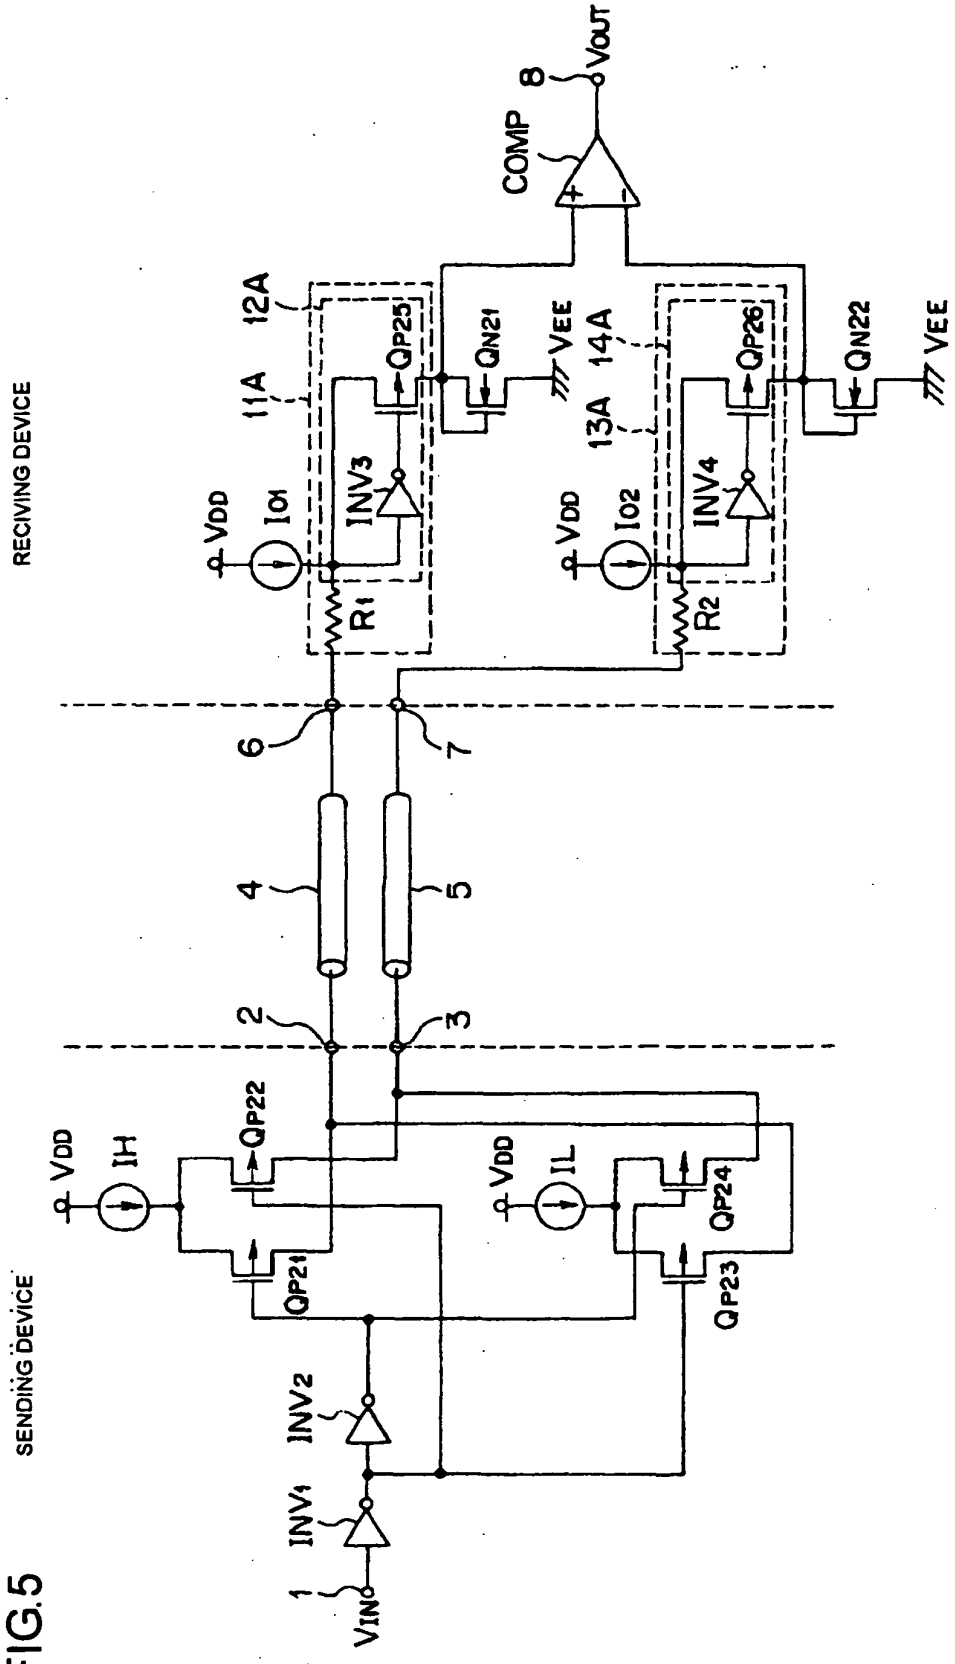 FIG.5
SENDING DEVICE
RECIVING DEVICE
VDD
IH
QP21
QP22
VIN
1
INV1
INV2
VDD
IL
QP23
QP24
2
3
4
5
6
7
VDD
IO1
11A
12A
R1
INV3
QP25
QN21
VEE
VDD
IO2
13A
14A
R2
INV4
QP26
QN22
VEE
COMP
+
−
8
VOUT